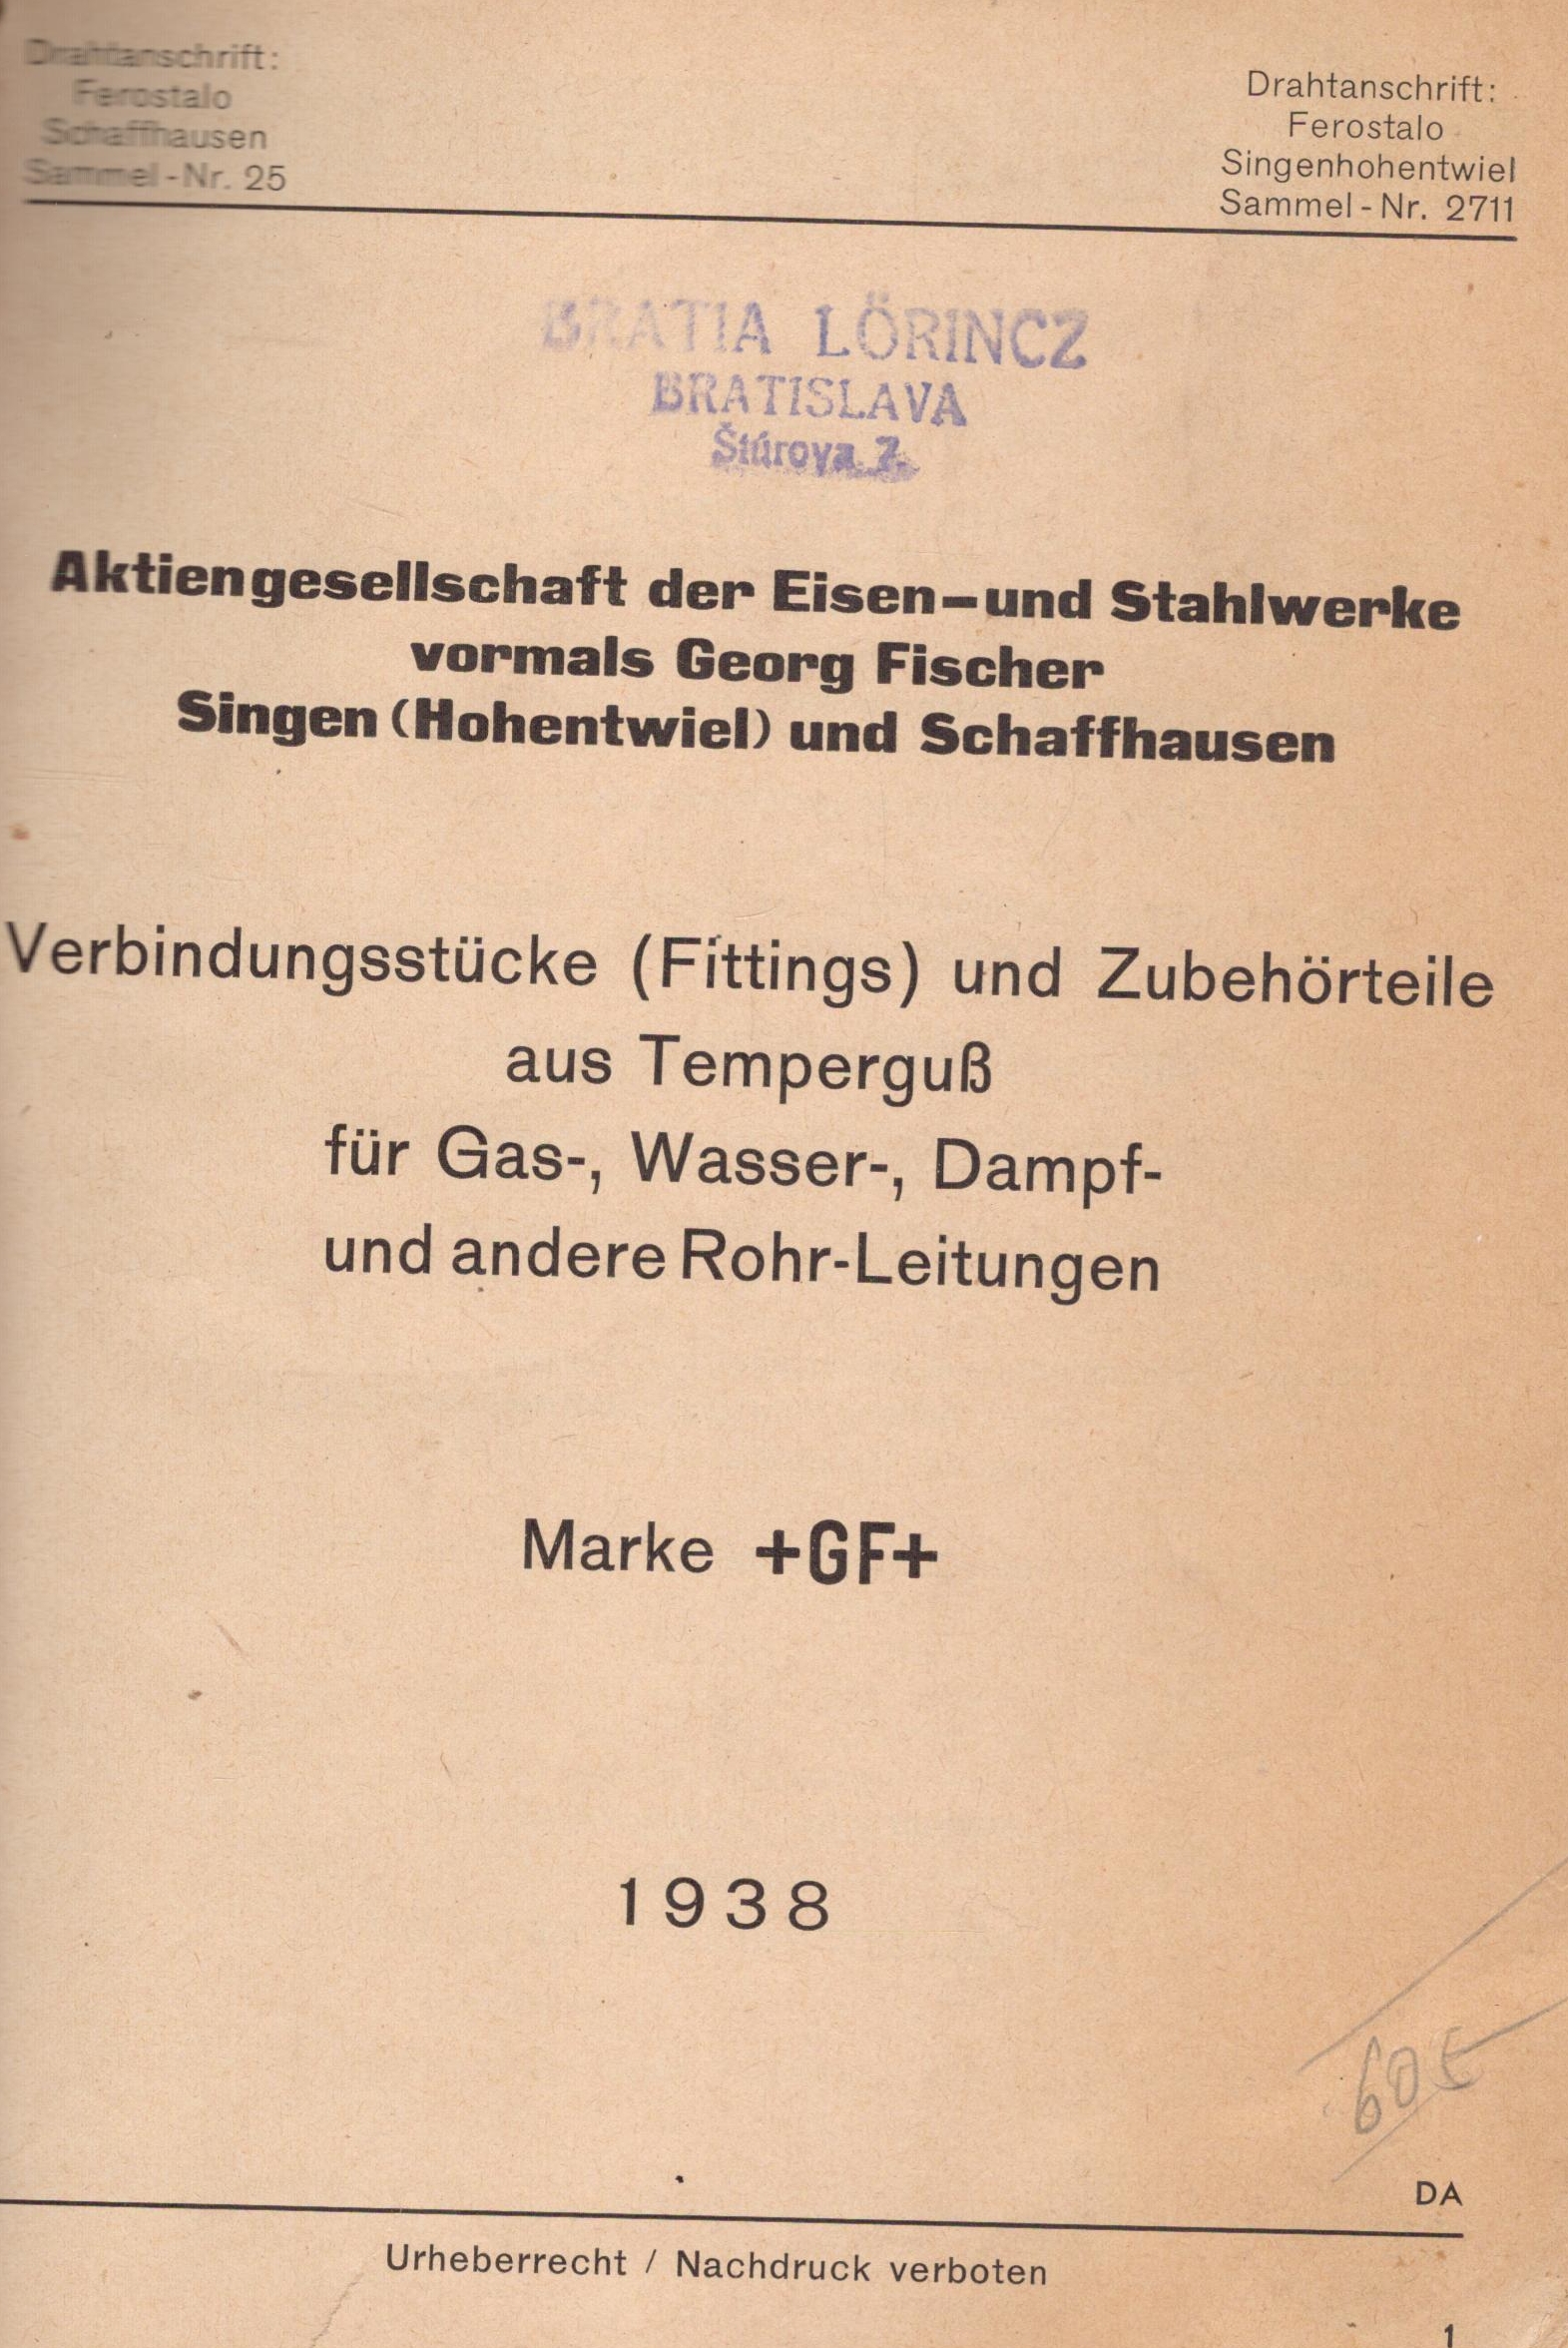 Drahtanschrift:
Ferostalo
Schaffhausen
Sammel-Nr. 25
Drahtanschrift:
Ferostalo
Singenhohentwiel
Sammel-Nr. 2711
BRATIA LÖRINCZ
BRATISLAVA
Štúrova 7.
Aktiengesellschaft der Eisen-und Stahlwerke
vormals Georg Fischer
Singen (Hohentwiel) und Schaffhausen
Verbindungsstücke (Fittings) und Zubehörteile
aus Temperguß
für Gas-, Wasser-, Dampf-
und andere Rohr-Leitungen
Marke +GF+
1938
605
DA
Urheberrecht / Nachdruck verboten
1